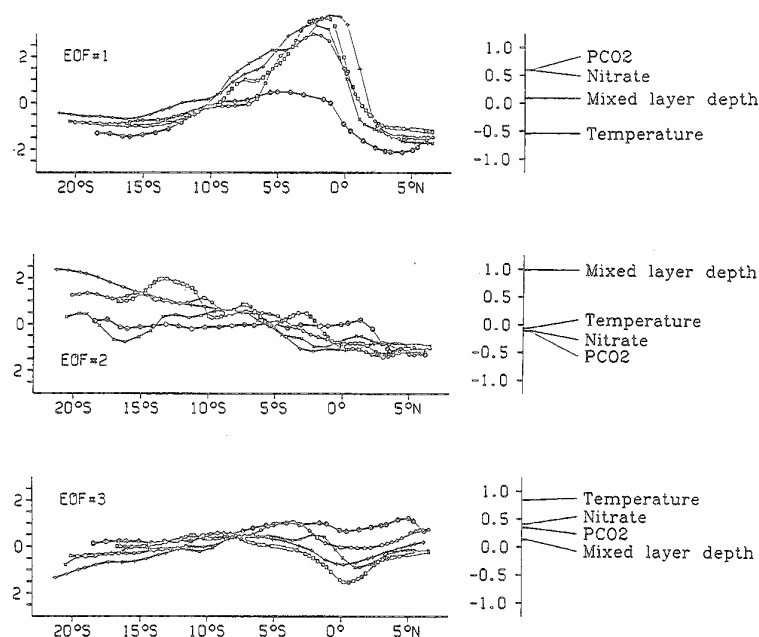 EOF#1
2
0
-2
20°S 15°S 10°S 5°S 0° 5°N
1.0
0.5
0.0
-0.5
-1.0
PCO2
Nitrate
Mixed layer depth
Temperature
EOF#2
2
0
2
20°S 15°S 10°S 5°S 0° 5°N
1.0
0.5
0.0
-0.5
-1.0
Mixed layer depth
Temperature
Nitrate
PCO2
EOF#3
2
0
2
20°S 15°S 10°S 5°S 0° 5°N
1.0
0.5
0.0
-0.5
-1.0
Temperature
Nitrate
PCO2
Mixed layer depth